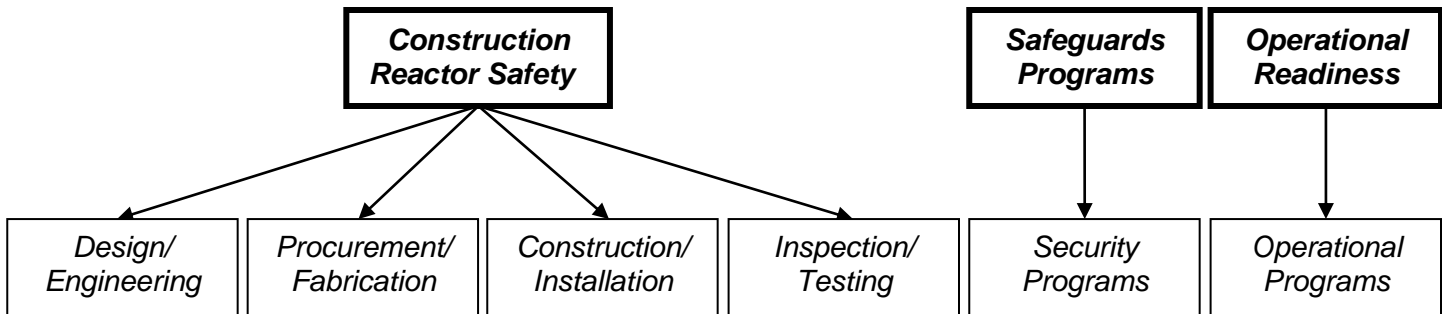 Construction
Reactor Safety
Safeguards
Programs
Operational
Readiness
Design/
Engineering
Procurement/
Fabrication
Construction/
Installation
Inspection/
Testing
Security
Programs
Operational
Programs